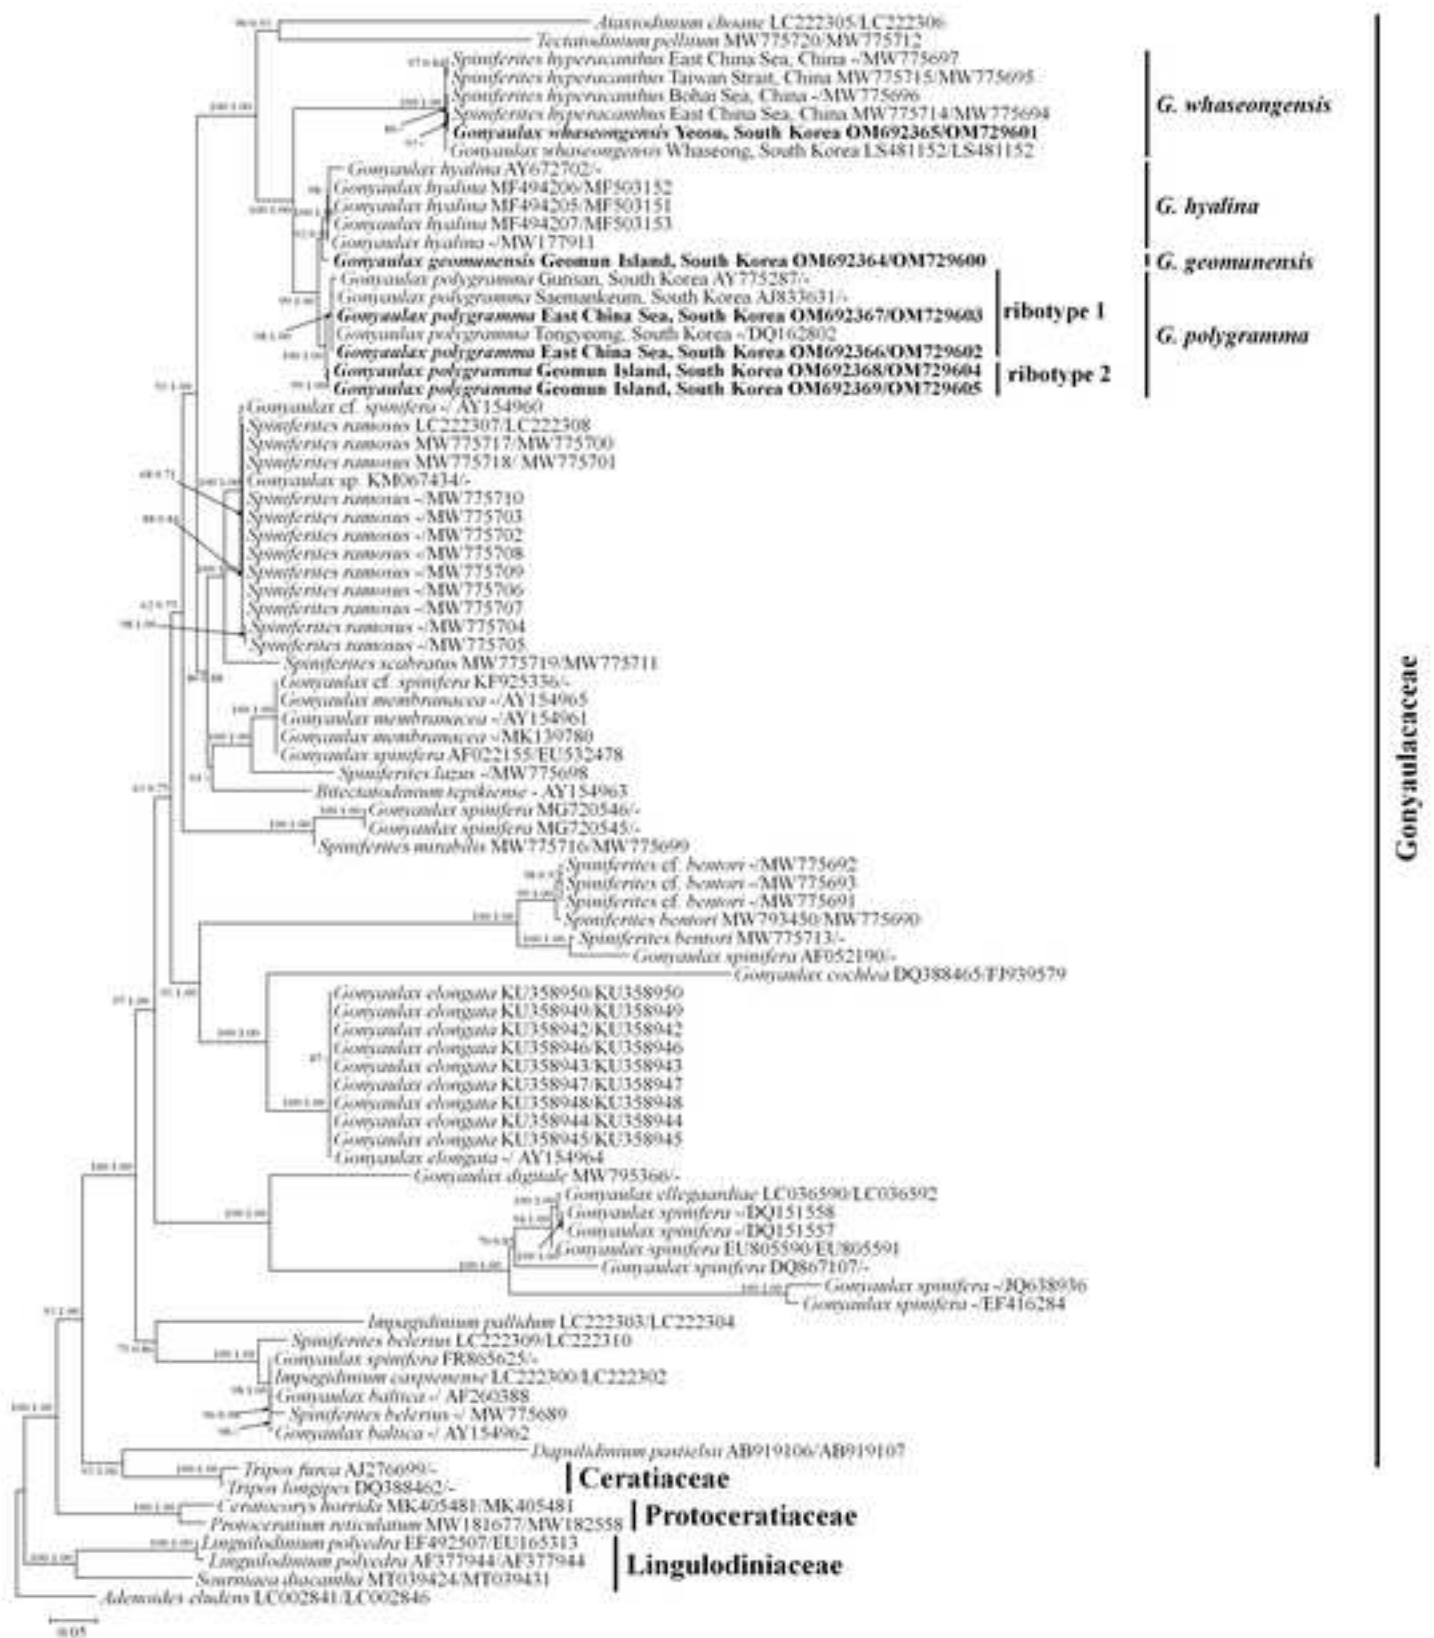 Ataxiodinium choane LC222305/LC222306
Tectatodinium pellitum MW775720/MW775712
Spiniferites hyperacanthus East China Sea, China -/MW775697
Spiniferites hyperacanthus Taiwan Strait, China MW775715/MW775695
Spiniferites hyperacanthus Bohai Sea, China -/MW775696
Spiniferites hyperacanthus East China Sea, China MW775714/MW775694
Gonyaulax whaseongensis Yeosu, South Korea OM692365/OM729601
Gonyaulax whaseongensis Whaseong, South Korea LS481152/LS481152
G. whaseongensis
Gonyaulax hyalina AY672702/-
Gonyaulax hyalina MF494206/MF503152
Gonyaulax hyalina MF494205/MF503151
Gonyaulax hyalina MF494207/MF503153
Gonyaulax hyalina -/MW177911
G. hyalina
Gonyaulax geomunensis Geomun Island, South Korea OM692364/OM729600
G. geomunensis
Gonyaulax polygramma Gunsan, South Korea AY775287/-
Gonyaulax polygramma Saemankeum, South Korea AJ833631/-
Gonyaulax polygramma East China Sea, South Korea OM692367/OM729603
Gonyaulax polygramma Tongyeong, South Korea -/DQ162802
Gonyaulax polygramma East China Sea, South Korea OM692366/OM729602
ribotype 1
Gonyaulax polygramma Geomun Island, South Korea OM692368/OM729604
Gonyaulax polygramma Geomun Island, South Korea OM692369/OM729605
ribotype 2
G. polygramma
Gonyaulax cf. spinifera -/ AY154960
Spiniferites ramosus LC222307/LC222308
Spiniferites ramosus MW775717/MW775700
Spiniferites ramosus MW775718/ MW775701
Gonyaulax sp. KM067434/-
Spiniferites ramosus -/MW775710
Spiniferites ramosus -/MW775703
Spiniferites ramosus -/MW775702
Spiniferites ramosus -/MW775708
Spiniferites ramosus -/MW775709
Spiniferites ramosus -/MW775706
Spiniferites ramosus -/MW775707
Spiniferites ramosus -/MW775704
Spiniferites ramosus -/MW775705
Spiniferites scabratus MW775719/MW775711
Gonyaulax cf. spinifera KF925336/-
Gonyaulax membranacea -/AY154965
Gonyaulax membranacea -/AY154961
Gonyaulax membranacea -/MK139780
Gonyaulax spinifera AF022155/EU532478
Spiniferites lazus -/MW775698
Bitectatodinium tepikiense - AY154963
Gonyaulax spinifera MG720546/-
Gonyaulax spinifera MG720545/-
Spiniferites mirabilis MW775716/MW775699
Spiniferites cf. bentori -/MW775692
Spiniferites cf. bentori -/MW775693
Spiniferites cf. bentori -/MW775691
Spiniferites bentori MW793450/MW775690
Spiniferites bentori MW775713/-
Gonyaulax spinifera AF052190/-
Gonyaulax cochlea DQ388465/FJ939579
Gonyaulax elongata KU358950/KU358950
Gonyaulax elongata KU358949/KU358949
Gonyaulax elongata KU358942/KU358942
Gonyaulax elongata KU358946/KU358946
Gonyaulax elongata KU358943/KU358943
Gonyaulax elongata KU358947/KU358947
Gonyaulax elongata KU358948/KU358948
Gonyaulax elongata KU358944/KU358944
Gonyaulax elongata KU358945/KU358945
Gonyaulax elongata -/ AY154964
Gonyaulax digitale MW795366/-
Gonyaulax ellegaardiae LC036590/LC036592
Gonyaulax spinifera -/DQ151558
Gonyaulax spinifera -/DQ151557
Gonyaulax spinifera EU805590/EU805591
Gonyaulax spinifera DQ867107/-
Gonyaulax spinifera -/JQ638936
Gonyaulax spinifera -/EF416284
Impagidinium pallidum LC222303/LC222304
Spiniferites belerius LC222309/LC222310
Gonyaulax spinifera FR865625/-
Impagidinium caspienense LC222300/LC222302
Gonyaulax baltica -/ AF260388
Spiniferites belerius -/ MW775689
Gonyaulax baltica -/ AY154962
Dapsilidinium pastielsii AB919106/AB919107
Gonyaulacaceae
Tripos furca AJ276699/-
Tripos longipes DQ388462/-
Ceratiaceae
Ceratocorys horrida MK405481/MK405481
Protoceratium reticulatum MW181677/MW182558
Protoceratiaceae
Lingulodinium polyedra EF492507/EU165313
Lingulodinium polyedra AF377944/AF377944
Sourniaea diacantha MT039424/MT039431
Lingulodiniaceae
Adenoides eludens LC002841/LC002846
0.05